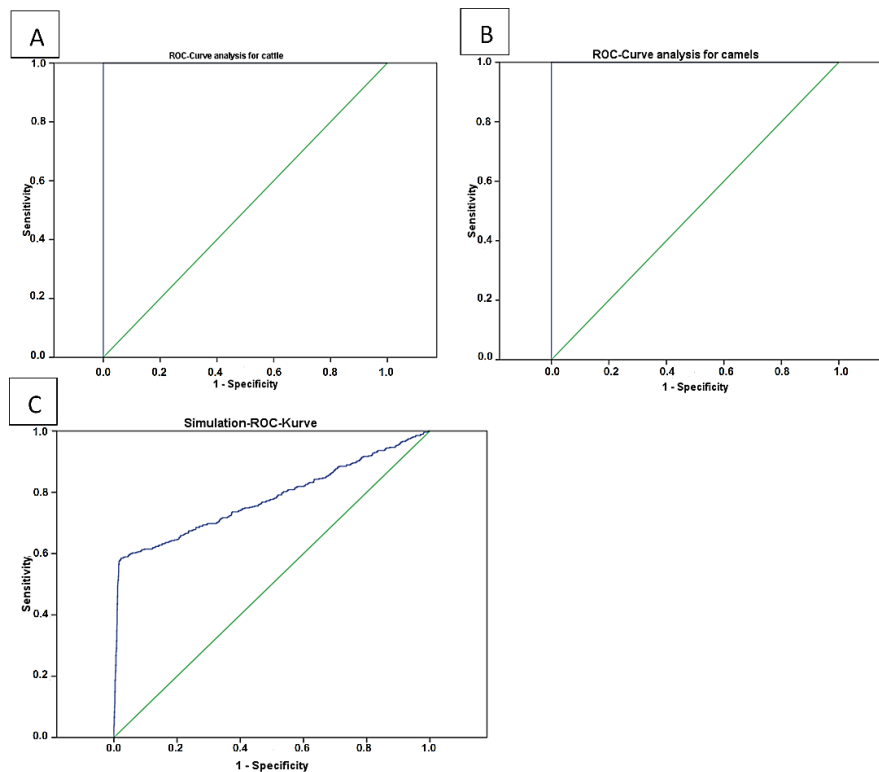 A
ROC-Curve analysis for cattle
1.0
0.8
0.6
0.4
0.2
0.0
Sensitivity
0.0 0.2 0.4 0.6 0.8 1.0
1 - Specificity
B
ROC-Curve analysis for camels
1.0
0.8
0.6
0.4
0.2
0.0
Sensitivity
0.0 0.2 0.4 0.6 0.8 1.0
1 - Specificity
C
Simulation-ROC-Kurve
1.0
0.8
0.6
0.4
0.2
0.0
Sensitivity
0.0 0.2 0.4 0.6 0.8 1.0
1 - Specificity